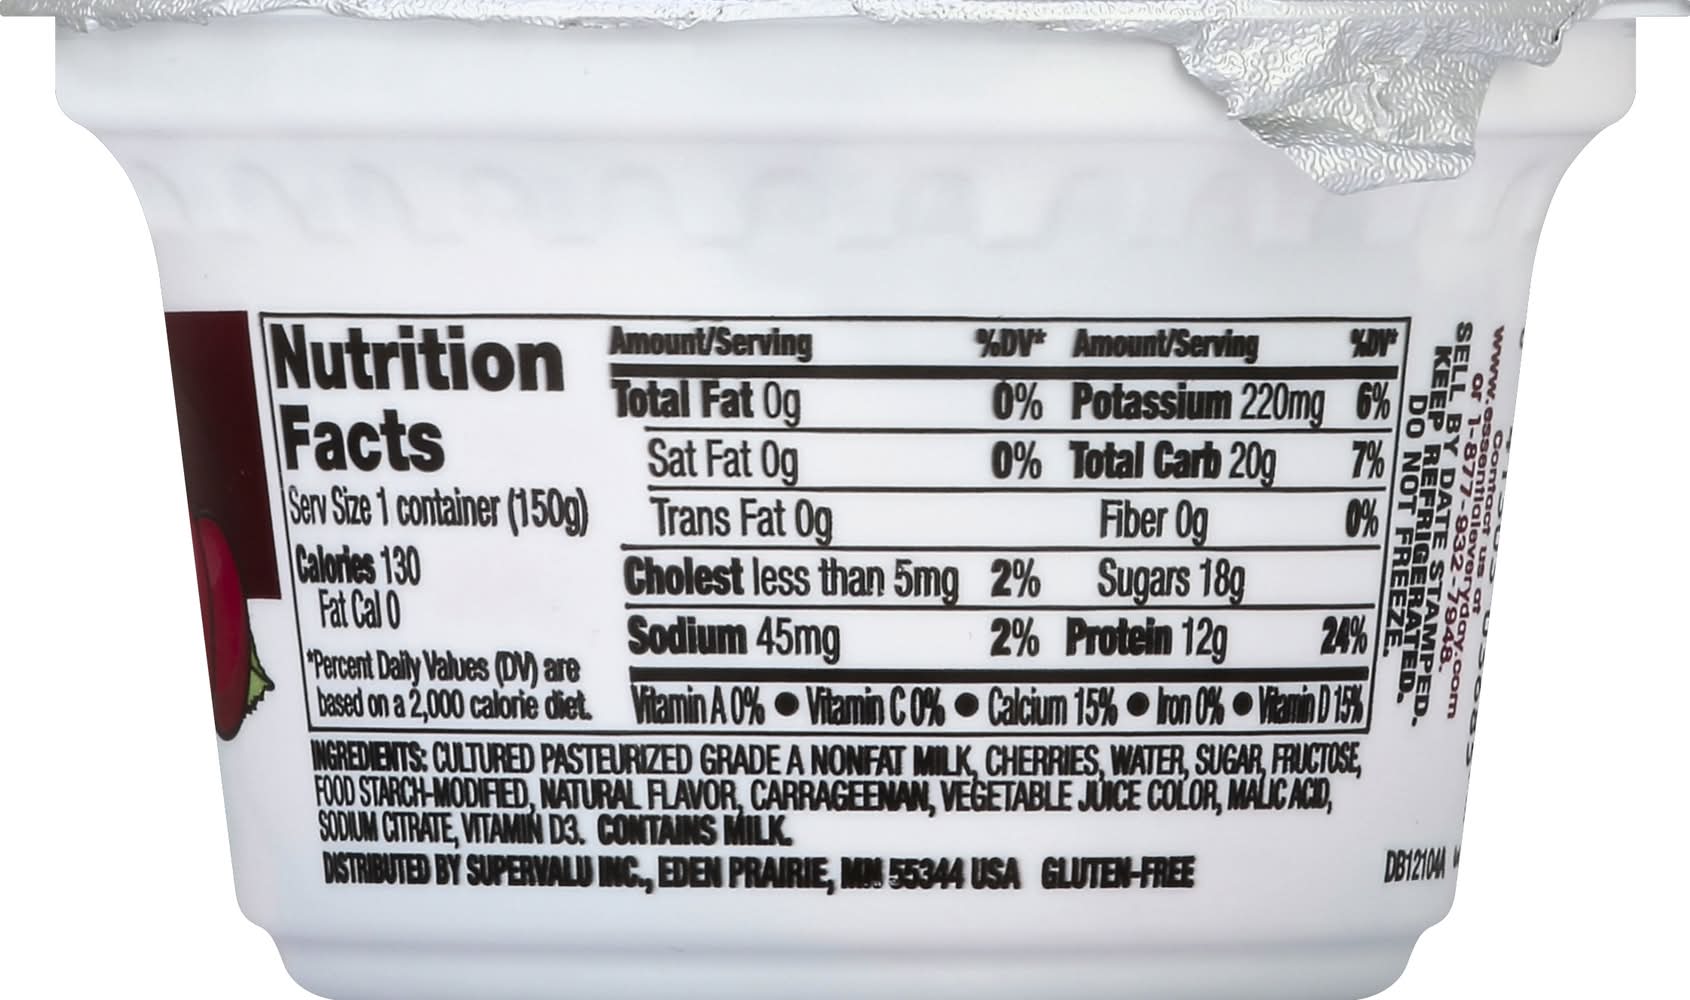 Nutrition
Facts
Serv Size 1 container (150g)
Calories 130
Fat Cal 0
*Percent Daily Values (DV) are
based on a 2,000 calorie diet.
Amount/Serving %DV* Amount/Serving %DV*
Total Fat 0g 0% Potassium 220mg 6%
Sat Fat 0g 0% Total Carb 20g 7%
Trans Fat 0g Fiber 0g 0%
Cholest less than 5mg 2% Sugars 18g
Sodium 45mg 2% Protein 12g 24%
Vitamin A 0% ● Vitamin C 0% ● Calcium 15% ● Iron 0% ● Vitamin D 15%
INGREDIENTS: CULTURED PASTEURIZED GRADE A NONFAT MILK, CHERRIES, WATER, SUGAR, FRUCTOSE,
FOOD STARCH-MODIFIED, NATURAL FLAVOR, CARRAGEENAN, VEGETABLE JUICE COLOR, MALIC ACID,
SODIUM CITRATE, VITAMIN D3. CONTAINS MILK.
DISTRIBUTED BY SUPERVALU INC., EDEN PRAIRIE, MN 55344 USA GLUTEN-FREE
contact us at
www.essentialeveryday.com
or 1-877-932-7948.
SELL BY DATE STAMPED.
KEEP REFRIGERATED.
DO NOT FREEZE.
DB12104A